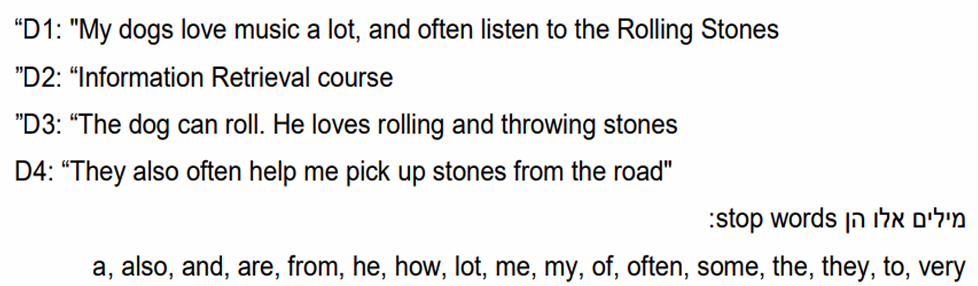 “D1: "My dogs love music a lot, and often listen to the Rolling Stones
”D2: “Information Retrieval course
”D3: “The dog can roll. He loves rolling and throwing stones
D4: “They also often help me pick up stones from the road"
מילים אלו הן stop words:
a, also, and, are, from, he, how, lot, me, my, of, often, some, the, they, to, very